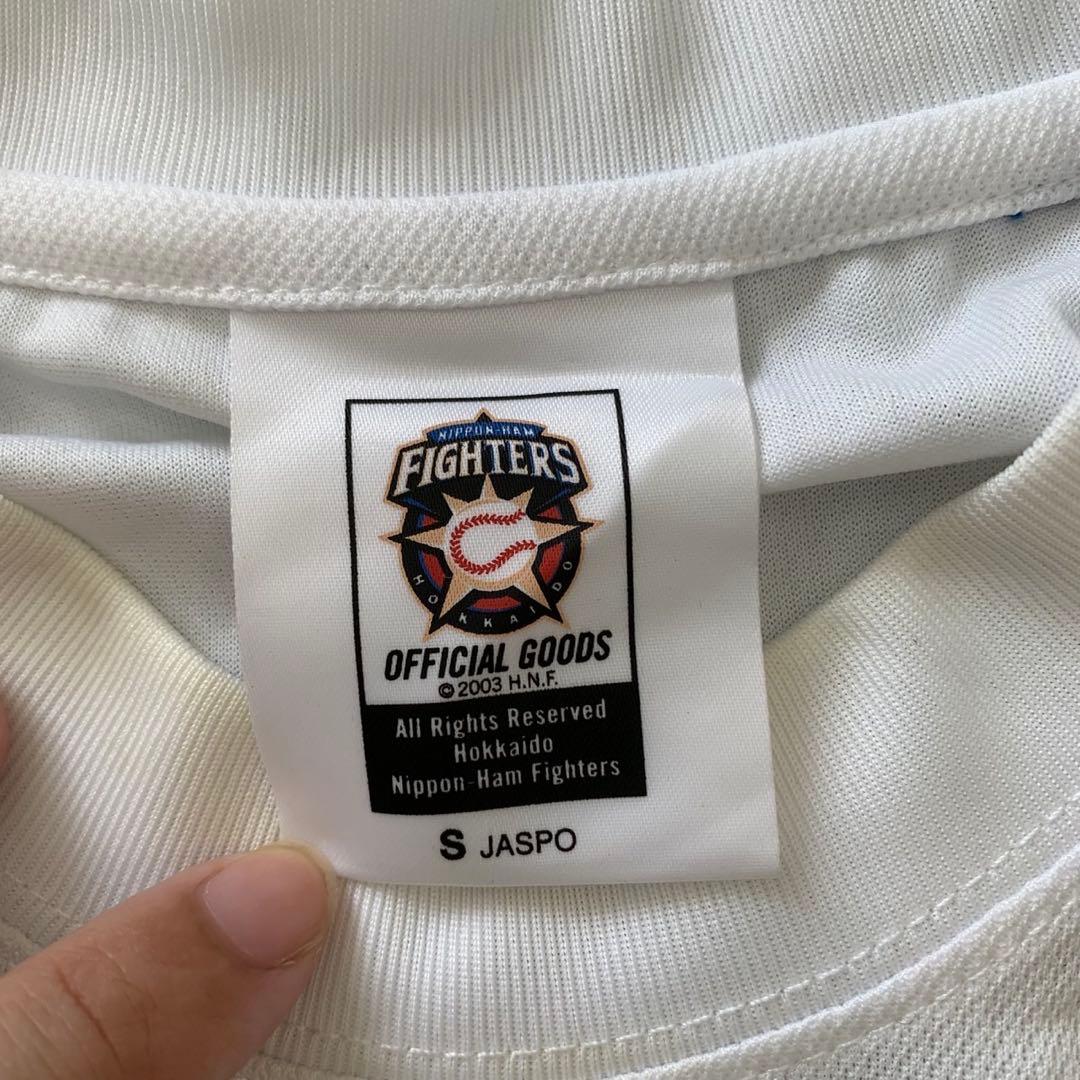 NIPPON-HAM
FIGHTERS
HOKKAIDO
OFFICIAL GOODS
© 2003 H.N.F.
All Rights Reserved
Hokkaido
Nippon-Ham Fighters
S JASPO